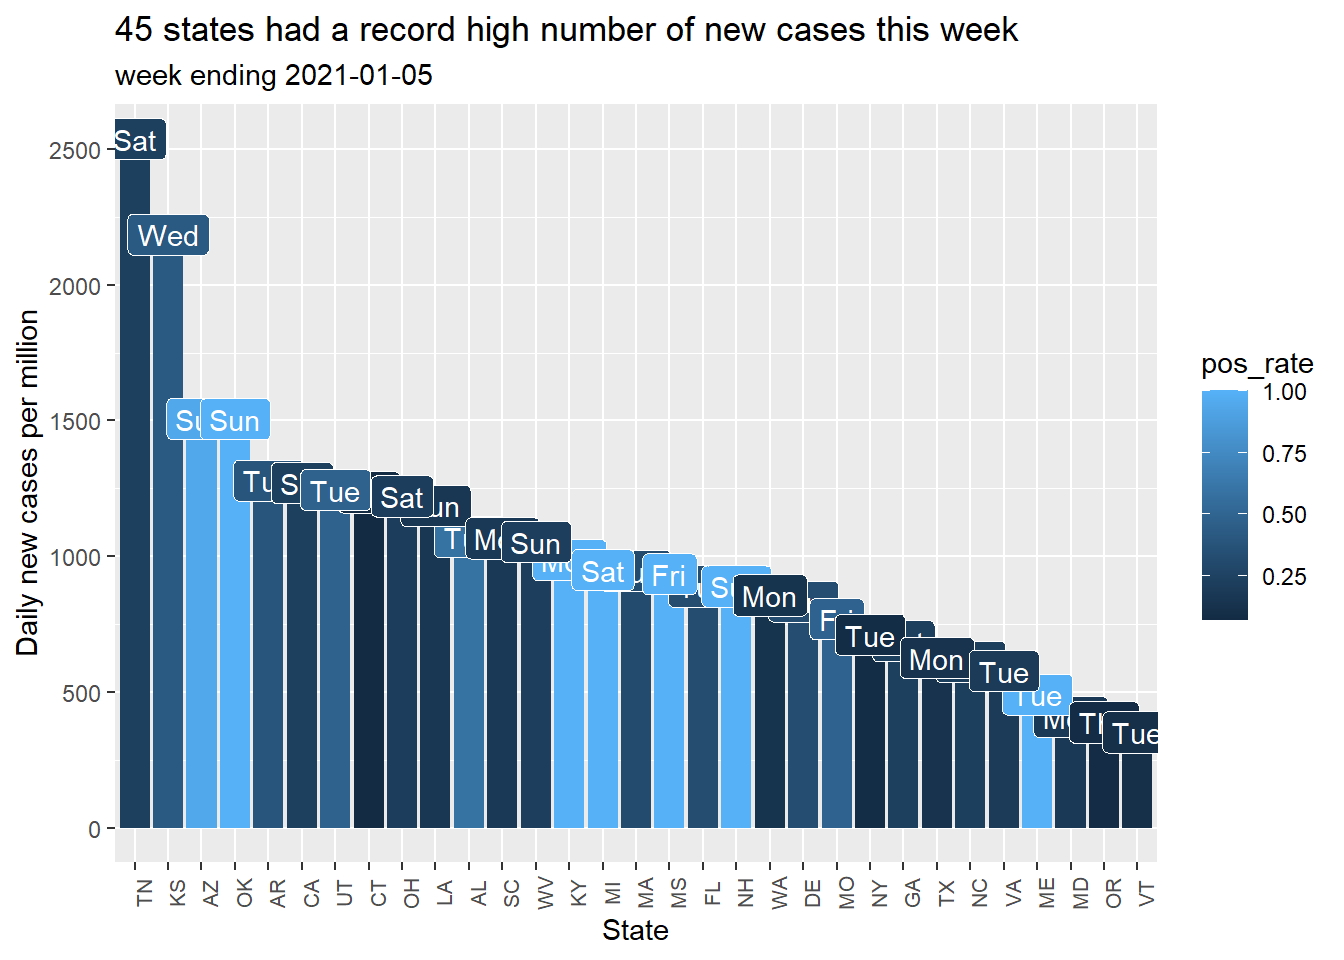 45 states had a record high number of new cases this week
week ending 2021-01-05
Daily new cases per million
2500
2000
1500
1000
500
0
Sat
Wed
Sun
Tue
Sat
Sun
Sat
Fri
Mon
Tue
Mon
Tue
Tue
Tue
TN KS AZ OK AR CA UT CT OH LA AL SC WV KY MI MA MS FL NH WA DE MO NY GA TX NC VA ME MD OR VT
State
pos_rate
1.00
0.75
0.50
0.25